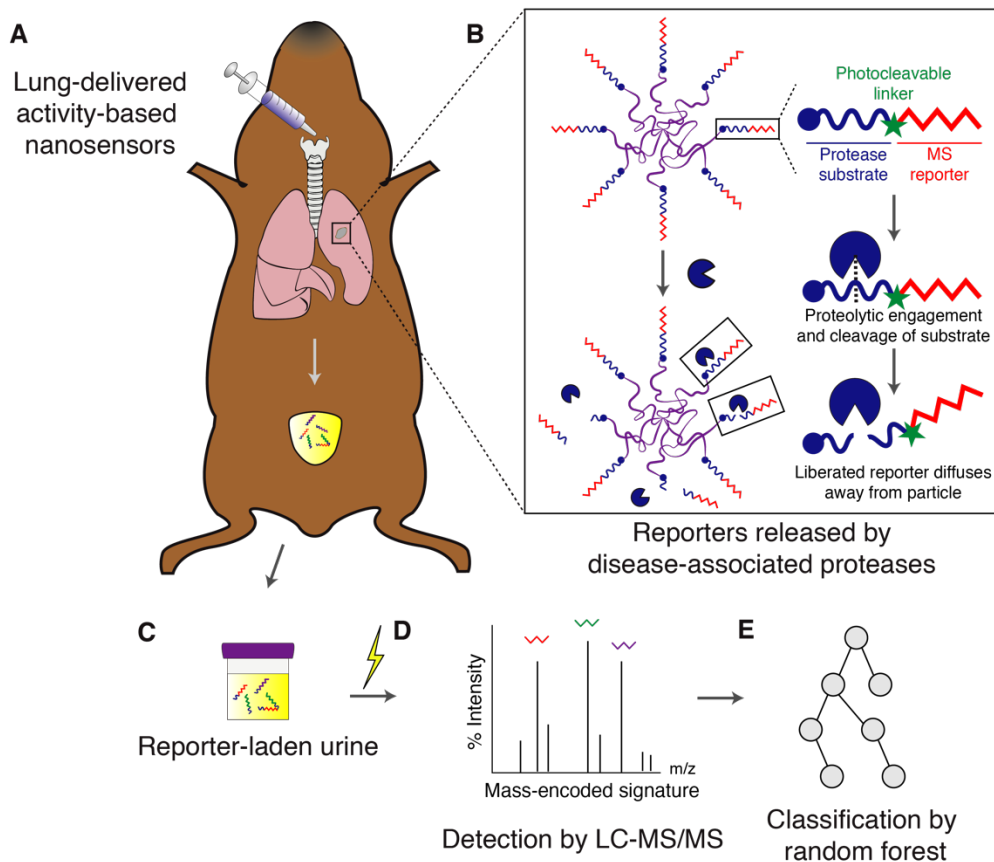 A
Lung-delivered
activity-based
nanosensors
B
Photocleavable
linker
Protease
substrate
MS
reporter
Proteolytic engagement
and cleavage of substrate
Liberated reporter diffuses
away from particle
Reporters released by
disease-associated proteases
C
Reporter-laden urine
D
% Intensity
m/z
Mass-encoded signature
Detection by LC-MS/MS
E
Classification by
random forest